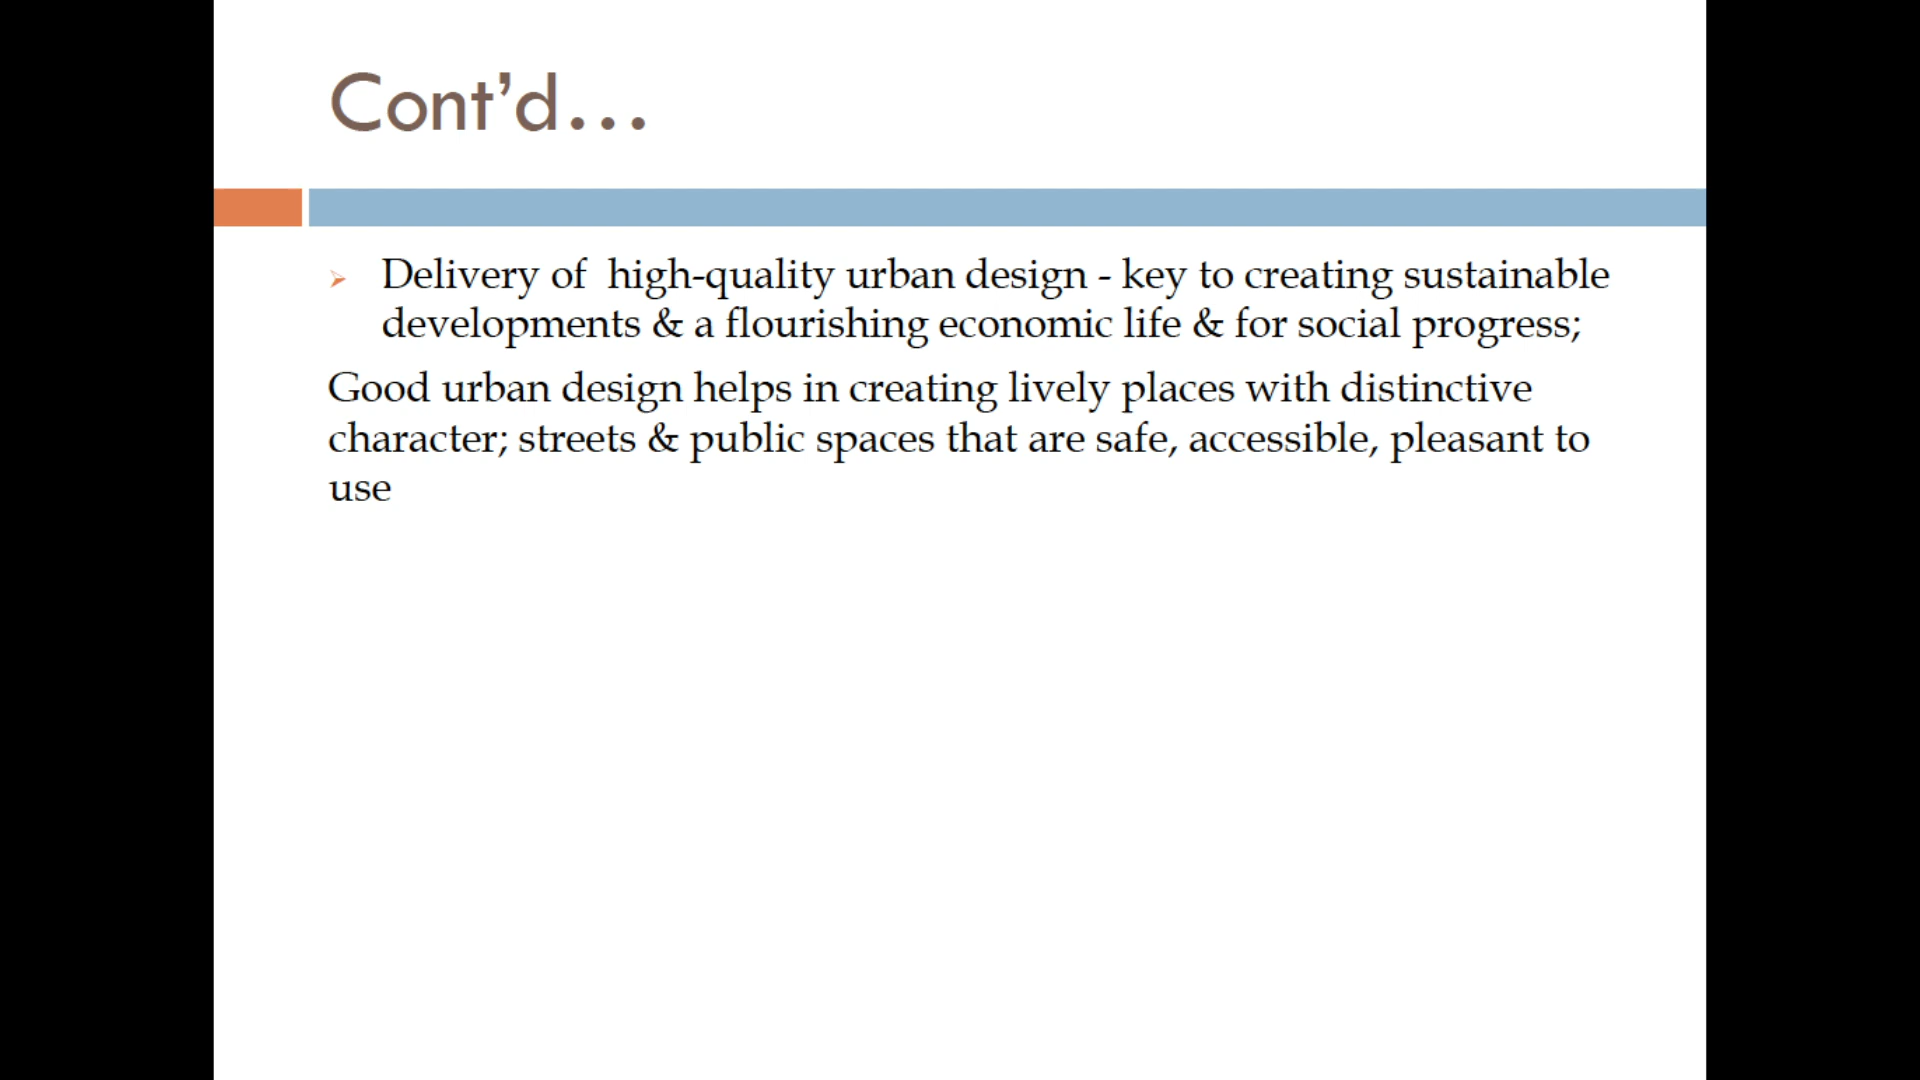 Cont’d…
➢ Delivery of  high-quality urban design - key to creating sustainable
developments & a flourishing economic life & for social progress;
Good urban design helps in creating lively places with distinctive
character; streets & public spaces that are safe, accessible, pleasant to
use